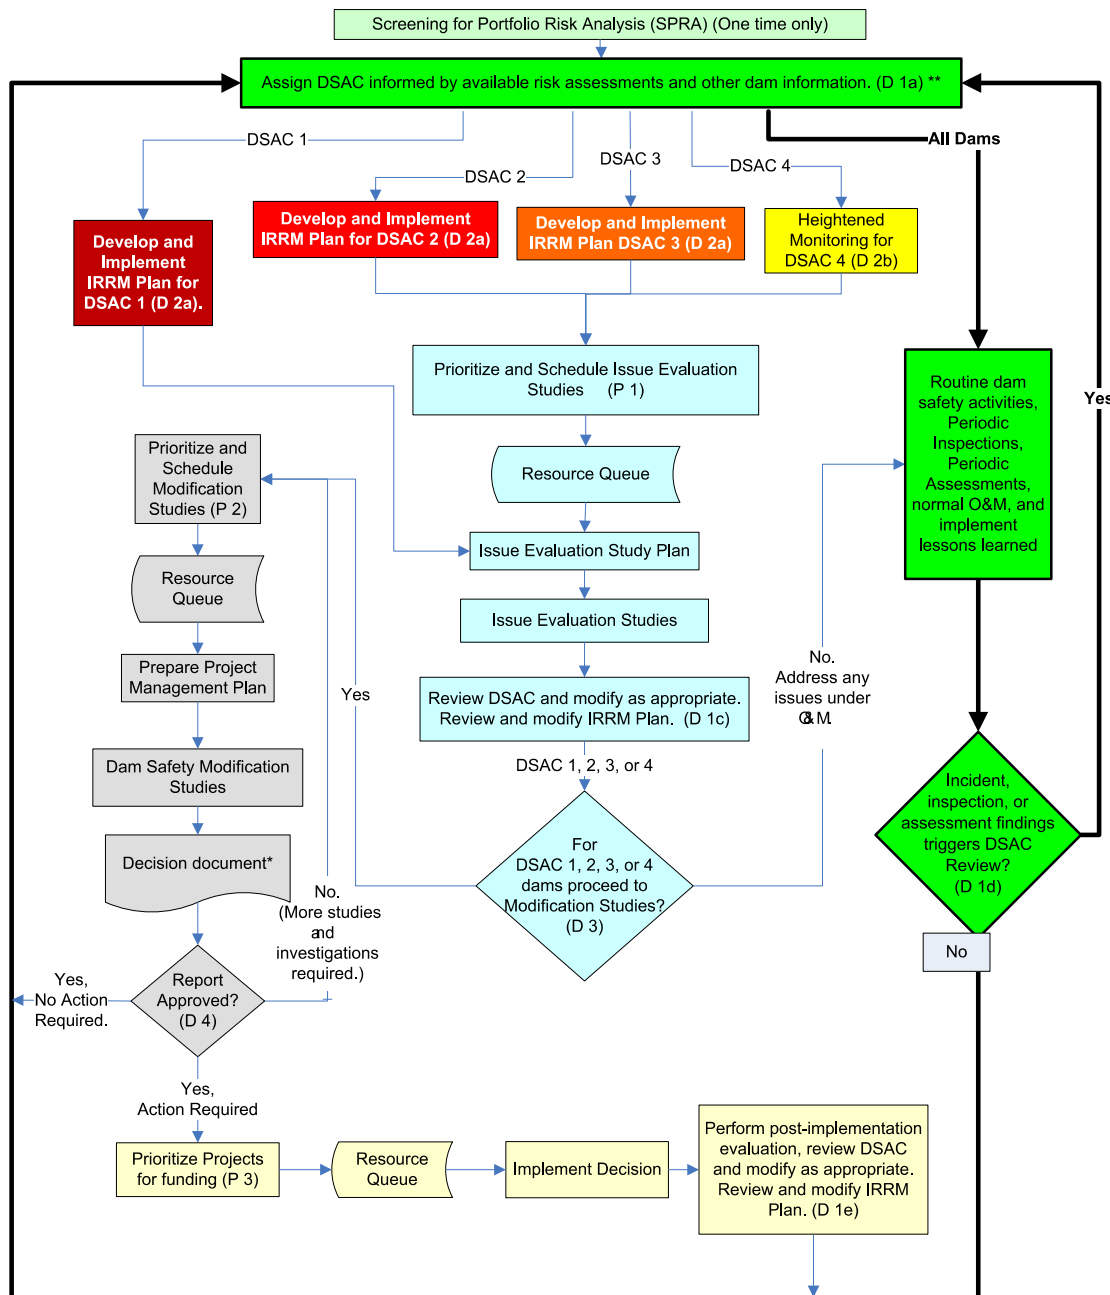 Screening for Portfolio Risk Analysis (SPRA) (One time only)
Assign DSAC informed by available risk assessments and other dam information. (D 1a) **
DSAC 1
DSAC 2
DSAC 3
DSAC 4
All Dams
Develop and
Implement
IRRM Plan for
DSAC 1 (D 2a).
Develop and Implement
IRRM Plan for DSAC 2 (D 2a)
Develop and Implement
IRRM Plan DSAC 3 (D 2a)
Heightened
Monitoring for
DSAC 4 (D 2b)
Prioritize and Schedule Issue Evaluation
Studies (P 1)
Routine dam
safety activities,
Periodic
Inspections,
Periodic
Assessments,
normal O&M, and
implement
lessons learned
Yes
Prioritize and
Schedule
Modification
Studies (P 2)
Resource Queue
Issue Evaluation Study Plan
Resource
Queue
Issue Evaluation Studies
Prepare Project
Management Plan
Yes
Review DSAC and modify as appropriate.
Review and modify IRRM Plan. (D 1c)
No.
Address any
issues under
O&M.
Dam Safety Modification
Studies
DSAC 1, 2, 3, or 4
Incident,
inspection, or
assessment findings
triggers DSAC
Review?
(D 1d)
Decision document*
For
DSAC 1, 2, 3, or 4
dams proceed to
Modification Studies?
(D 3)
No.
(More studies
and
investigations
required.)
No
Yes,
No Action
Required.
Report
Approved?
(D 4)
Yes,
Action Required
Prioritize Projects
for funding (P 3)
Resource
Queue
Implement Decision
Perform post-implementation
evaluation, review DSAC
and modify as appropriate.
Review and modify IRRM
Plan. (D 1e)